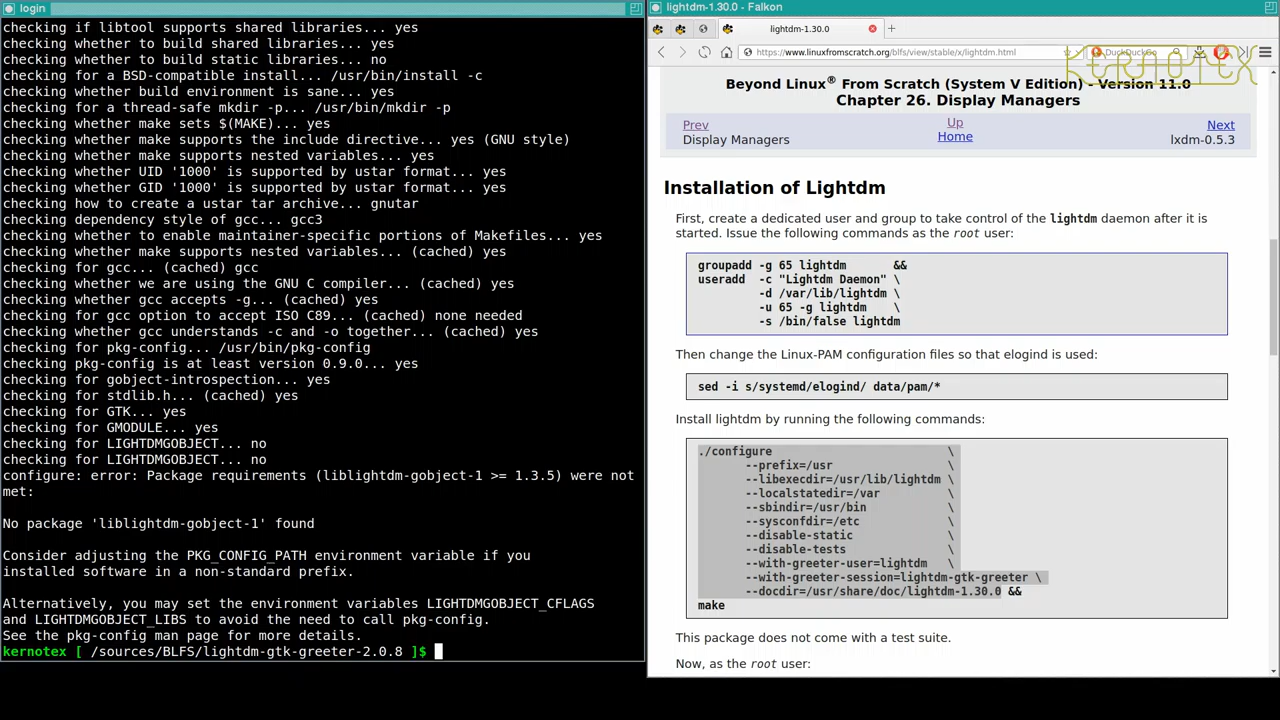 login
checking if libtool supports shared libraries... yes
checking whether to build shared libraries... yes
checking whether to build static libraries... no
checking for a BSD-compatible install... /usr/bin/install -c
checking whether build environment is sane... yes
checking for a thread-safe mkdir -p... /usr/bin/mkdir -p
checking whether make sets $(MAKE)... yes
checking whether make supports the include directive... yes (GNU style)
checking whether make supports nested variables... yes
checking whether UID '1000' is supported by ustar format... yes
checking whether GID '1000' is supported by ustar format... yes
checking how to create a ustar tar archive... gnutar
checking dependency style of gcc... gcc3
checking whether to enable maintainer-specific portions of Makefiles... yes
checking whether make supports nested variables... (cached) yes
checking for gcc... (cached) gcc
checking whether we are using the GNU C compiler... (cached) yes
checking whether gcc accepts -g... (cached) yes
checking for gcc option to accept ISO C89... (cached) none needed
checking whether gcc understands -c and -o together... (cached) yes
checking for pkg-config... /usr/bin/pkg-config
checking pkg-config is at least version 0.9.0... yes
checking for gobject-introspection... yes
checking for stdlib.h... (cached) yes
checking for GTK... yes
checking for GMODULE... yes
checking for LIGHTDMGOBJECT... no
checking for LIGHTDMGOBJECT... no
configure: error: Package requirements (liblightdm-gobject-1 >= 1.3.5) were not
met:
No package 'liblightdm-gobject-1' found
Consider adjusting the PKG_CONFIG_PATH environment variable if you
installed software in a non-standard prefix.
Alternatively, you may set the environment variables LIGHTDMGOBJECT_CFLAGS
and LIGHTDMGOBJECT_LIBS to avoid the need to call pkg-config.
See the pkg-config man page for more details.
kernotex [ /sources/BLFS/lightdm-gtk-greeter-2.0.8 ]$
lightdm-1.30.0 - Falkon
lightdm-1.30.0
https://www.linuxfromscratch.org/blfs/view/stable/x/lightdm.html
DuckDuckGo
KERNOTEX
Beyond Linux® From Scratch (System V Edition) - Version 11.0
Chapter 26. Display Managers
Prev Up Next
Display Managers Home lxdm-0.5.3
Installation of Lightdm
First, create a dedicated user and group to take control of the lightdm daemon after it is
started. Issue the following commands as the root user:
groupadd -g 65 lightdm &&
useradd -c "Lightdm Daemon" \
-d /var/lib/lightdm \
-u 65 -g lightdm \
-s /bin/false lightdm
Then change the Linux-PAM configuration files so that elogind is used:
sed -i s/systemd/elogind/ data/pam/*
Install lightdm by running the following commands:
./configure \
--prefix=/usr \
--libexecdir=/usr/lib/lightdm \
--localstatedir=/var \
--sbindir=/usr/bin \
--sysconfdir=/etc \
--disable-static \
--disable-tests \
--with-greeter-user=lightdm \
--with-greeter-session=lightdm-gtk-greeter \
--docdir=/usr/share/doc/lightdm-1.30.0 &&
make
This package does not come with a test suite.
Now, as the root user: